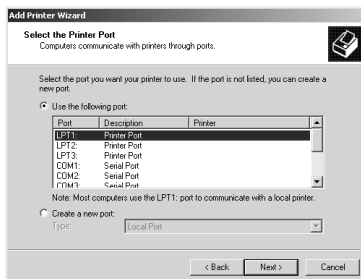 Add Printer Wizard
Select the Printer Port
Computers communicate with printers through ports.
Select the port you want your printer to use. If the port is not listed, you can create a
new port.
Use the following port:
Port Description Printer
LPT1: Printer Port
LPT2: Printer Port
LPT3: Printer Port
COM1: Serial Port
COM2: Serial Port
COM3: Serial Port
Note: Most computers use the LPT1: port to communicate with a local printer.
Create a new port:
Type: Local Port
< Back Next > Cancel